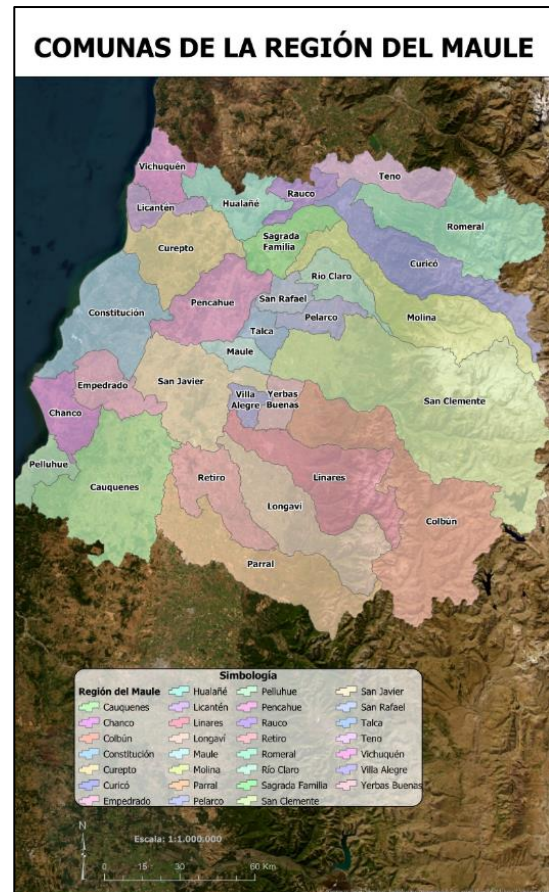 COMUNAS DE LA REGIÓN DEL MAULE
Vichuquén
Teno
Rauco
Licantén
Hualañé
Romeral
Sagrada
Familia
Curepto
Curicó
Río Claro
San Rafael
Pencahue
Constitución
Pelarco
Molina
Talca
Maule
San Javier
Empedrado
Villa
Alegre
Yerbas
Buenas
San Clemente
Chanco
Pelluhue
Cauquenes
Retiro
Linares
Longaví
Colbún
Parral
Simbología
Región del Maule
Cauquenes
Chanco
Colbún
Constitución
Curepto
Curicó
Empedrado
Hualañé
Licantén
Linares
Longaví
Maule
Molina
Parral
Pelarco
Pelluhue
Pencahue
Rauco
Retiro
Romeral
Río Claro
Sagrada Familia
San Clemente
San Javier
San Rafael
Talca
Teno
Vichuquén
Villa Alegre
Yerbas Buenas
N
Escala: 1:1.000.000
0 15 30 60 Km